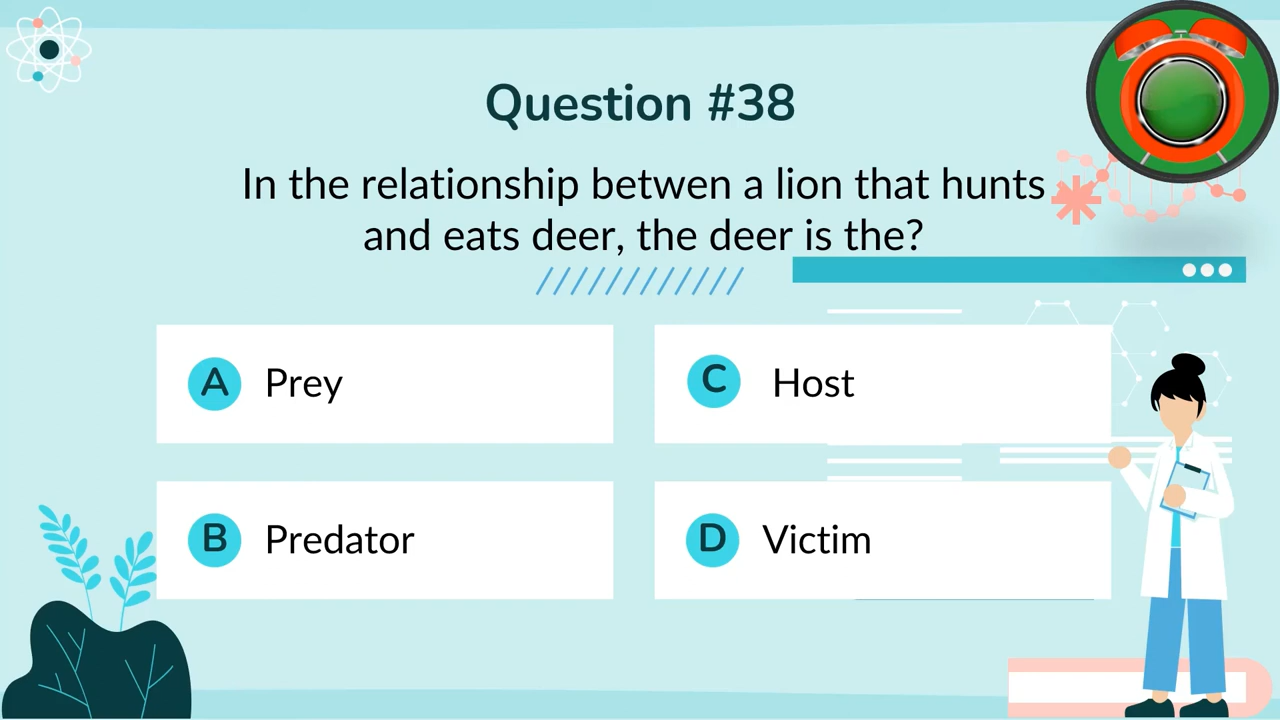 Question #38
In the relationship betwen a lion that hunts
and eats deer, the deer is the?
A Prey
C Host
B Predator
D Victim